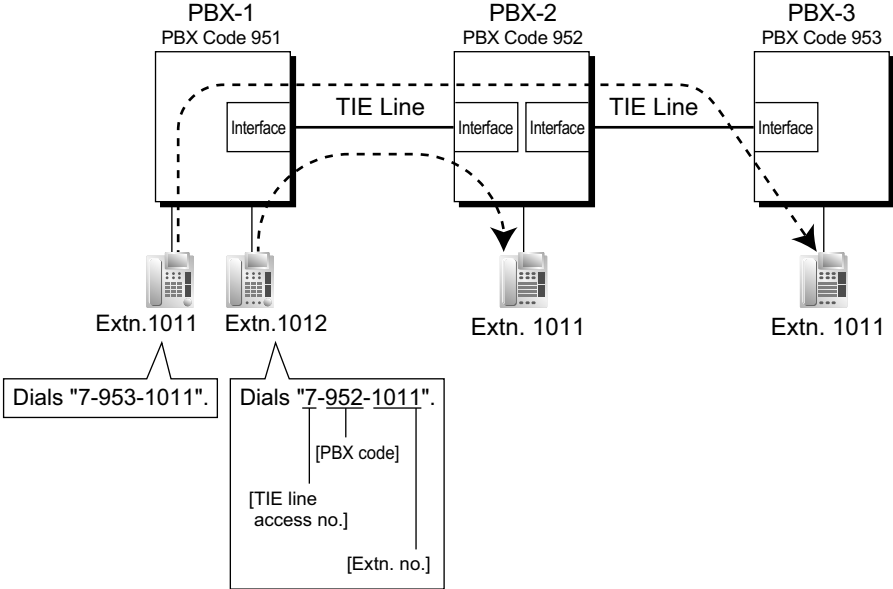 PBX-1
PBX Code 951
PBX-2
PBX Code 952
PBX-3
PBX Code 953
TIE Line
TIE Line
Interface
Interface
Interface
Interface
Extn.1011
Extn.1012
Extn. 1011
Extn. 1011
Dials "7-953-1011".
Dials "7-952-1011".
[PBX code]
[TIE line
access no.]
[Extn. no.]